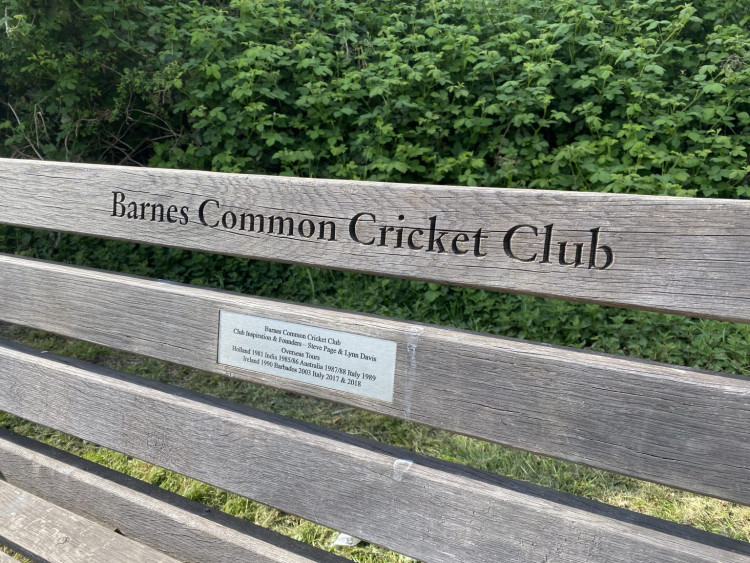 Barnes Common Cricket Club
Barnes Common Cricket Club
Club Inspiration & Founders – Steve Page & Lynn Davis
Overseas Tours
Holland 1981 India 1985/86 Australia 1987/88 Italy 1989
Ireland 1990 Barbados 2003 Italy 2017 & 2018